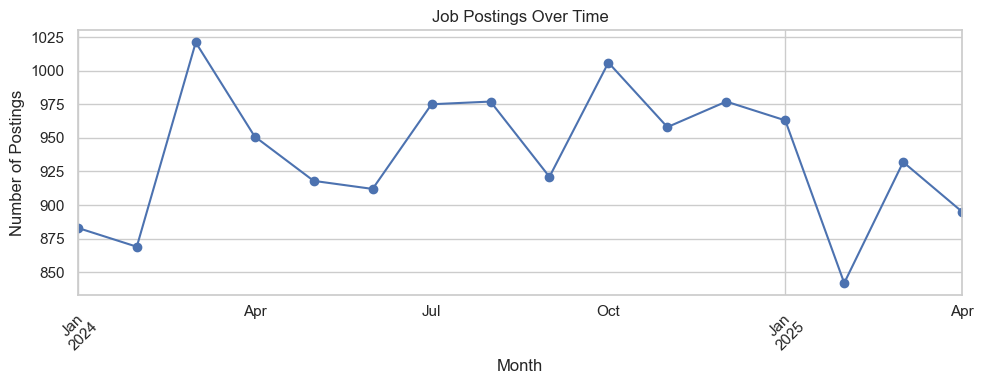 Job Postings Over Time
Number of Postings
1025
1000
975
950
925
900
875
850
Jan
2024
Apr
Jul
Oct
Jan
2025
Apr
Month